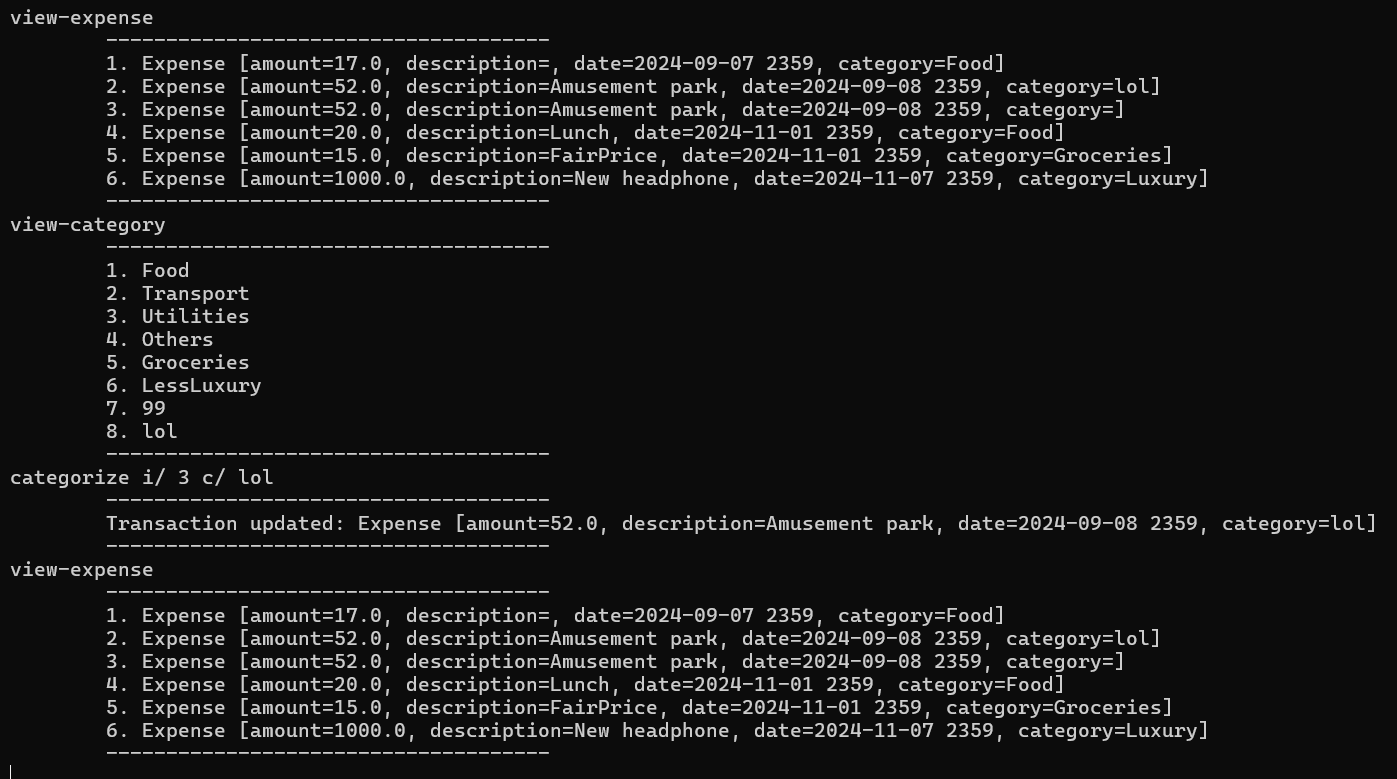 view-expense
------------------------------------
1. Expense [amount=17.0, description=, date=2024-09-07 2359, category=Food]
2. Expense [amount=52.0, description=Amusement park, date=2024-09-08 2359, category=lol]
3. Expense [amount=52.0, description=Amusement park, date=2024-09-08 2359, category=]
4. Expense [amount=20.0, description=Lunch, date=2024-11-01 2359, category=Food]
5. Expense [amount=15.0, description=FairPrice, date=2024-11-01 2359, category=Groceries]
6. Expense [amount=1000.0, description=New headphone, date=2024-11-07 2359, category=Luxury]
-------------------------------------
view-category
-------------------------------------
1. Food
2. Transport
3. Utilities
4. Others
5. Groceries
6. LessLuxury
7. 99
8. lol
-------------------------------------
categorize i/ 3 c/ lol
-------------------------------------
Transaction updated: Expense [amount=52.0, description=Amusement park, date=2024-09-08 2359, category=lol]
-------------------------------------
view-expense
-------------------------------------
1. Expense [amount=17.0, description=, date=2024-09-07 2359, category=Food]
2. Expense [amount=52.0, description=Amusement park, date=2024-09-08 2359, category=lol]
3. Expense [amount=52.0, description=Amusement park, date=2024-09-08 2359, category=]
4. Expense [amount=20.0, description=Lunch, date=2024-11-01 2359, category=Food]
5. Expense [amount=15.0, description=FairPrice, date=2024-11-01 2359, category=Groceries]
6. Expense [amount=1000.0, description=New headphone, date=2024-11-07 2359, category=Luxury]
-------------------------------------